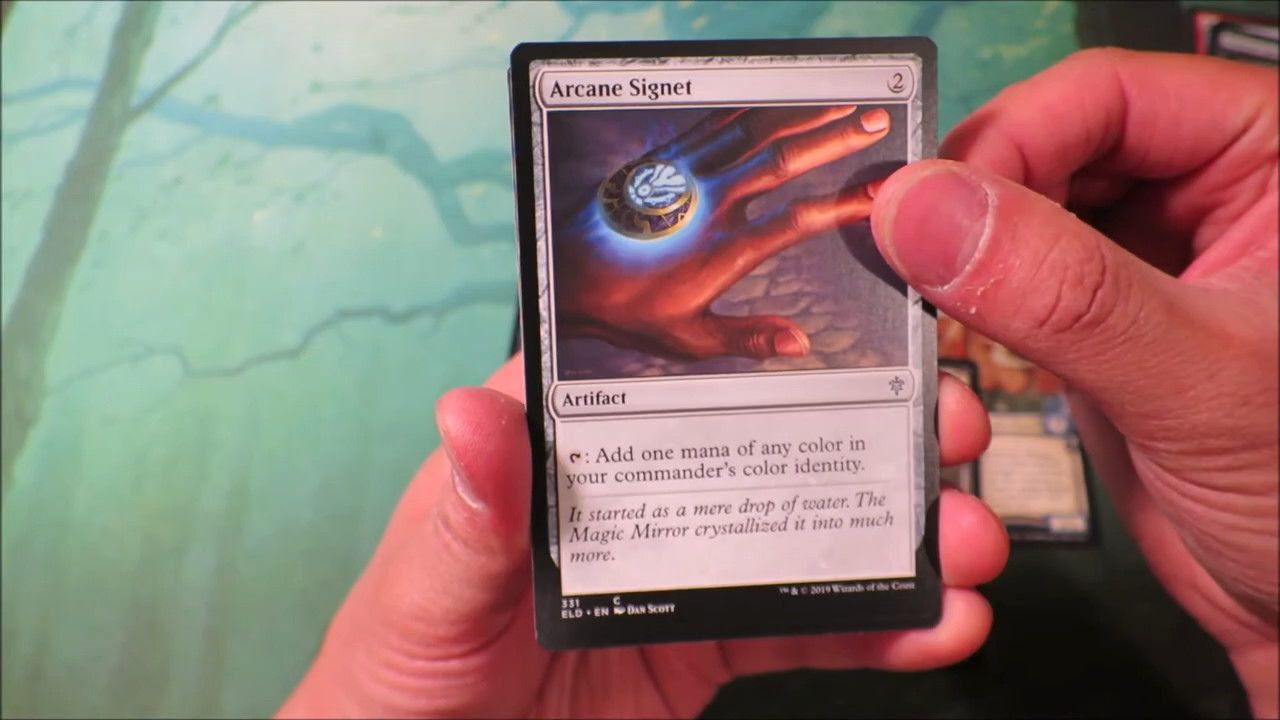 Arcane Signet 2
Artifact
: Add one mana of any color in
your commander's color identity.
It started as a mere drop of water. The
Magic Mirror crystallized it into much
more.
331 C
ELD • EN DAN SCOTT
™ & © 2019 Wizards of the Coast